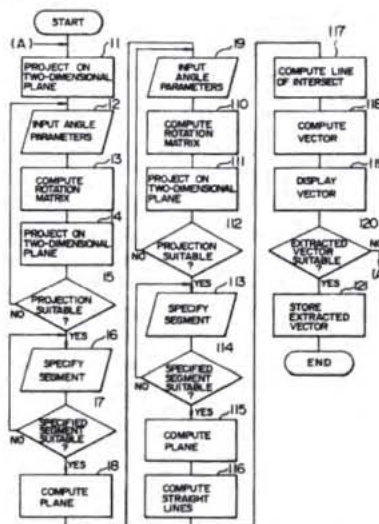 START
(A)
11
PROJECT ON
TWO-DIMENSIONAL
PLANE
12
INPUT ANGLE
PARAMETERS
13
COMPUTE
ROTATION
MATRIX
4
PROJECT ON
TWO-DIMENSIONAL
PLANE
15
PROJECTION
SUITABLE
?
NO
YES
16
SPECIFY
SEGMENT
17
SPECIFIED
SEGMENT
SUITABLE
?
NO
YES
18
COMPUTE
PLANE
19
INPUT
ANGLE
PARAMETERS
110
COMPUTE
ROTATION
MATRIX
111
PROJECT ON
TWO-DIMENSIONAL
PLANE
112
PROJECTION
SUITABLE
?
NO
YES
113
SPECIFY
SEGMENT
114
SPECIFIED
SEGMENT
SUITABLE
?
NO
YES
115
COMPUTE
PLANE
116
COMPUTE
STRAIGHT
LINES
117
COMPUTE LINE
OF INTERSECT
118
COMPUTE
VECTOR
DISPLAY
VECTOR
120
EXTRACTED
VECTOR
SUITABLE
?
YES
121
STORE
EXTRACTED
VECTOR
END